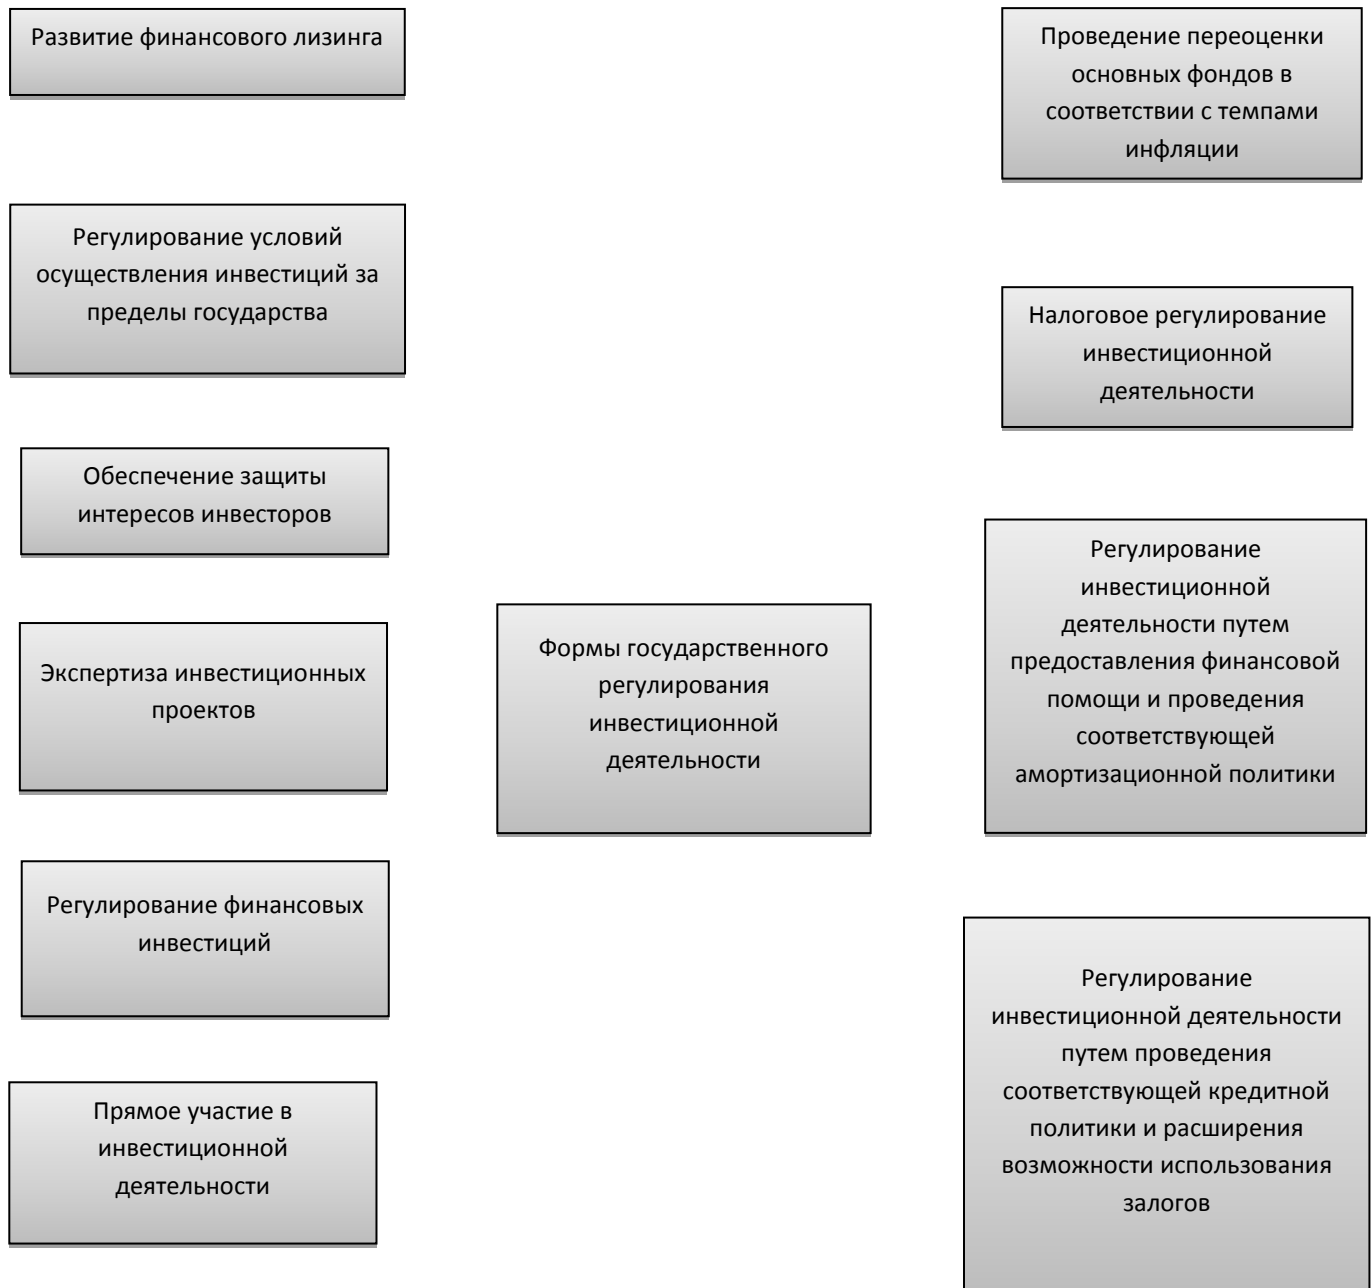 Развитие финансового лизинга
Регулирование условий
осуществления инвестиций за
пределы государства
Обеспечение защиты
интересов инвесторов
Экспертиза инвестиционных
проектов
Регулирование финансовых
инвестиций
Прямое участие в
инвестиционной
деятельности
Формы государственного
регулирования
инвестиционной
деятельности
Проведение переоценки
основных фондов в
соответствии с темпами
инфляции
Налоговое регулирование
инвестиционной
деятельности
Регулирование
инвестиционной
деятельности путем
предоставления финансовой
помощи и проведения
соответствующей
амортизационной политики
Регулирование
инвестиционной деятельности
путем проведения
соответствующей кредитной
политики и расширения
возможности использования
залогов